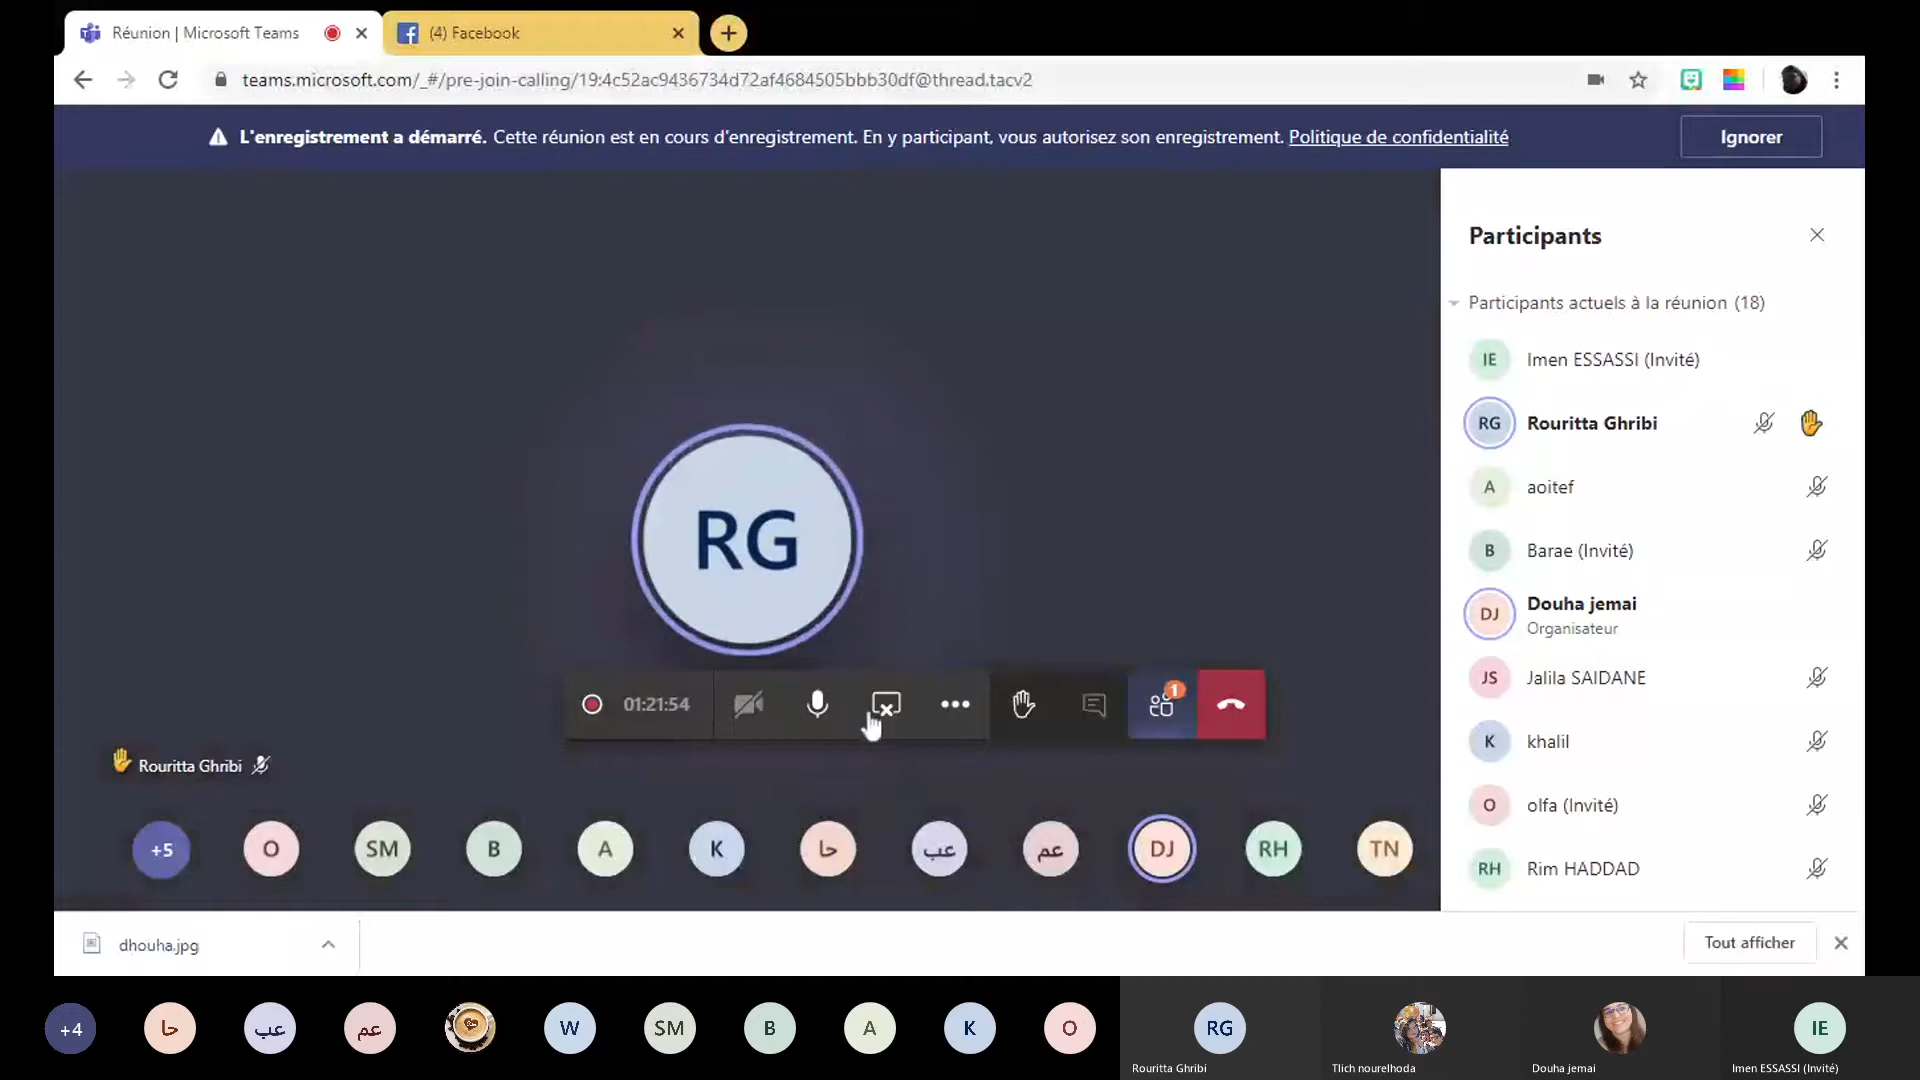 Réunion | Microsoft Teams
(4) Facebook
teams.microsoft.com/_#/pre-join-calling/19:4c52ac9436734d72af4684505bbb30df@thread.tacv2
L'enregistrement a démarré. Cette réunion est en cours d'enregistrement. En y participant, vous autorisez son enregistrement. Politique de confidentialité
Ignorer
Participants
Participants actuels à la réunion (18)
IE Imen ESSASSI (Invité)
RG Rouritta Ghribi
A aoitef
B Barae (Invité)
DJ Douha jemai
Organisateur
JS Jalila SAIDANE
K khalil
O olfa (Invité)
RH Rim HADDAD
RG
01:21:54
1
Rouritta Ghribi
+5 O SM B A K حا عب عم DJ RH TN
dhouha.jpg
Tout afficher
+4 حا عب عم W SM B A K O RG IE
Rouritta Ghribi
Tlich nourelhoda
Douha jemai
Imen ESSASSI (Invité)